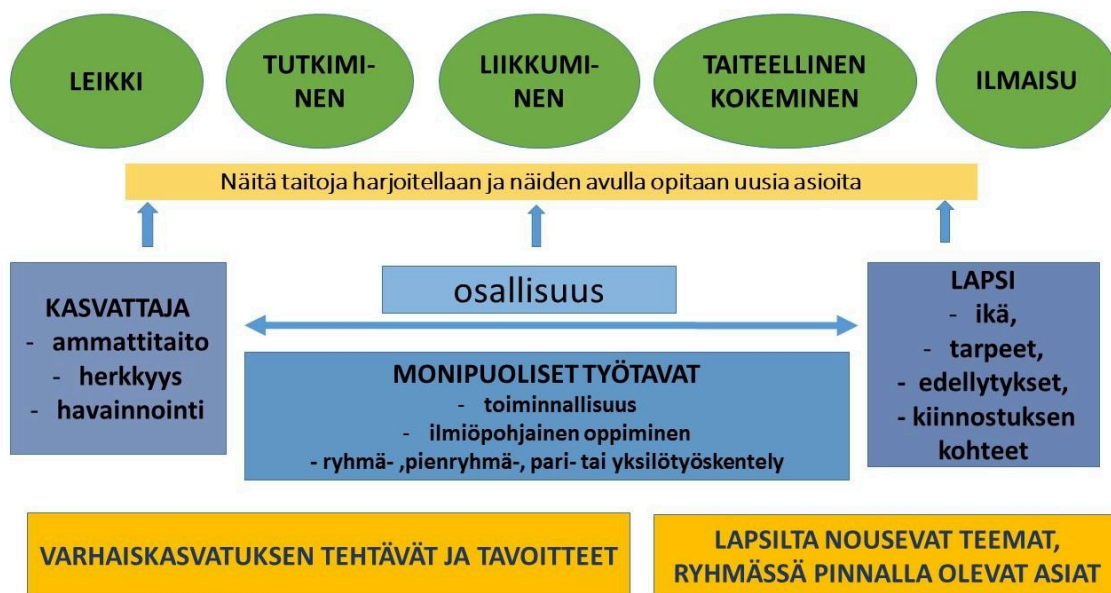 LEIKKI
TUTKIMI-
NEN
LIIKKUMI-
NEN
TAITEELLINEN
KOKEMINEN
ILMAISU
Näitä taitoja harjoitellaan ja näiden avulla opitaan uusia asioita
KASVATTAJA
- ammattitaito
- herkkyys
- havainnointi
osallisuus
MONIPUOLISET TYÖTAVAT
- toiminnallisuus
- ilmiöpohjainen oppiminen
- ryhmä- ,pienryhmä-, pari- tai yksilötyöskentely
LAPSI
- ikä,
- tarpeet,
- edellytykset,
- kiinnostuksen
kohteet
VARHAISKASVATUKSEN TEHTÄVÄT JA TAVOITTEET
LAPSILTA NOUSEVAT TEEMAT,
RYHMÄSSÄ PINNALLA OLEVAT ASIAT